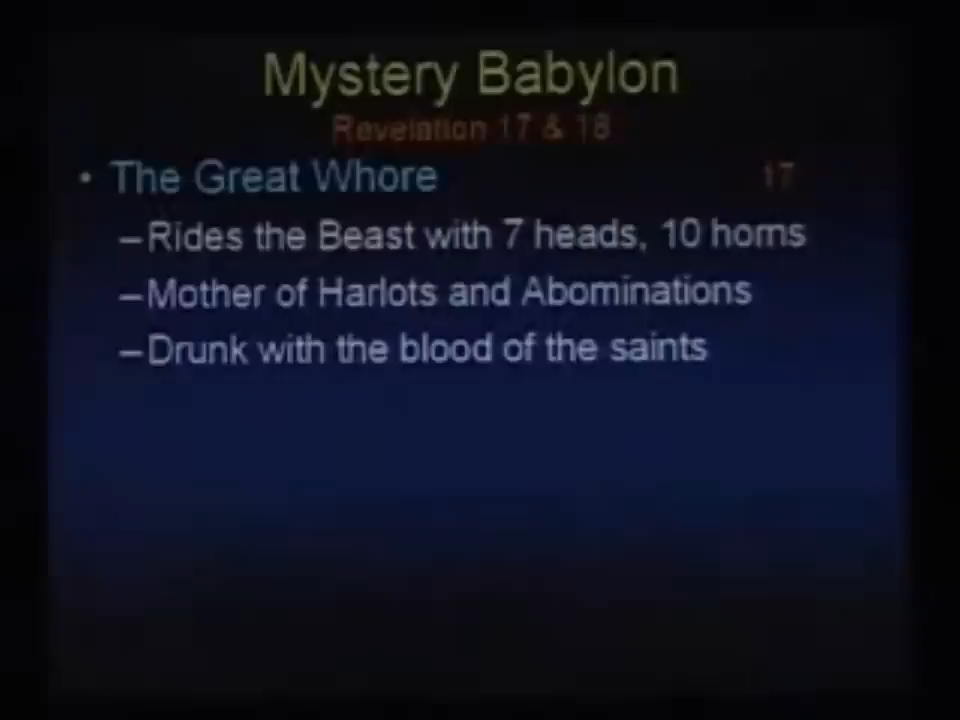 Mystery Babylon
Revelation 17 & 18
• The Great Whore 17
–Rides the Beast with 7 heads, 10 horns
–Mother of Harlots and Abominations
–Drunk with the blood of the saints